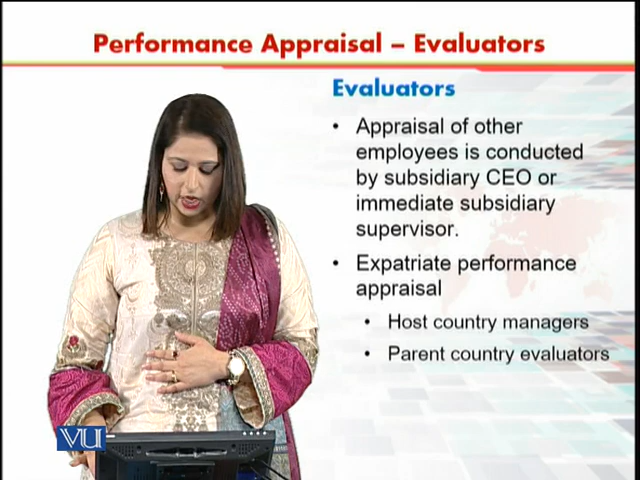 Performance Appraisal – Evaluators
Evaluators
• Appraisal of other
employees is conducted
by subsidiary CEO or
immediate subsidiary
supervisor.
• Expatriate performance
appraisal
• Host country managers
• Parent country evaluators
VU